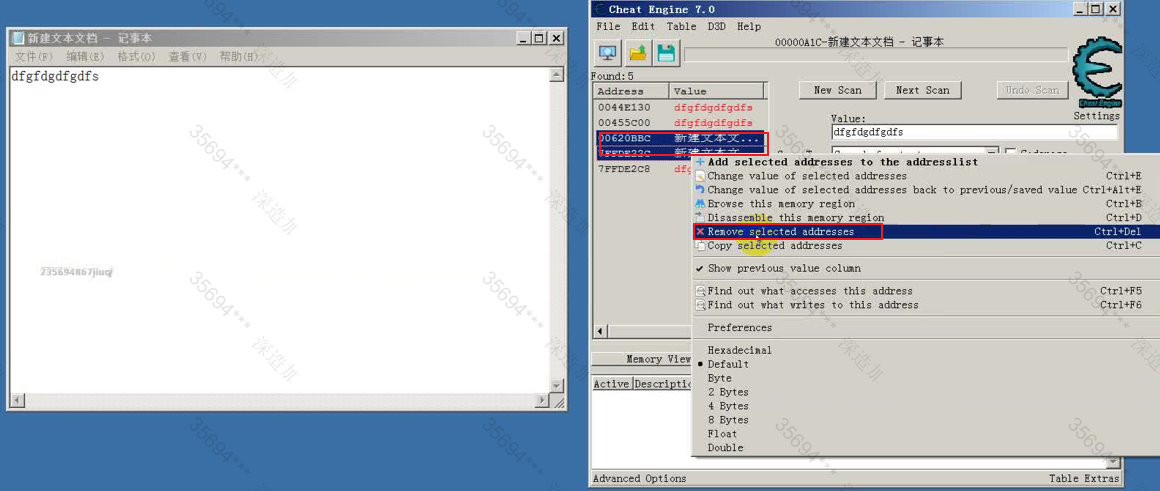 新建文本文档 - 记事本
文件(F) 编辑(E) 格式(O) 查看(V) 帮助(H)
dfgfdgdfgdfs
Cheat Engine 7.0
File Edit Table D3D Help
00000A1C-新建文本文档 - 记事本
Cheat Engine
Settings
Found:5
Address Value
0044E130 dfgfdgdfgdfs
00455C00 dfgfdgdfgdfs
00620BBC 新建文本文...
7FFDE22C 新建文本文...
7FFDE2C8
New Scan Next Scan Undo Scan
Value:
dfgfdgdfgdfs
Add selected addresses to the addresslist
Change value of selected addresses Ctrl+E
Change value of selected addresses back to previous/saved value Ctrl+Alt+E
Browse this memory region Ctrl+B
Disassemble this memory region Ctrl+D
Remove selected addresses Ctrl+Del
Copy selected addresses Ctrl+C
Show previous value column
Find out what accesses this address Ctrl+F5
Find out what writes to this address Ctrl+F6
Preferences
Hexadecimal
Default
Byte
2 Bytes
4 Bytes
8 Bytes
Float
Double
Memory View
Active Descriptio
Advanced Options Table Extras
35694*** 深造加